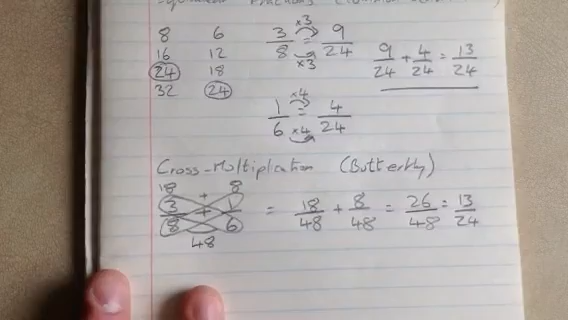 Equivalent Fractions
8 6
16 12
24 18
32 24
×3
3/8 = 9/24
×3
9/24 + 4/24 = 13/24
×4
1/6 = 4/24
×4
Cross-Multiplication (Butterfly)
18 + 8
3/8 + 1/6 = 18/48 + 8/48 = 26/48 = 13/24
48